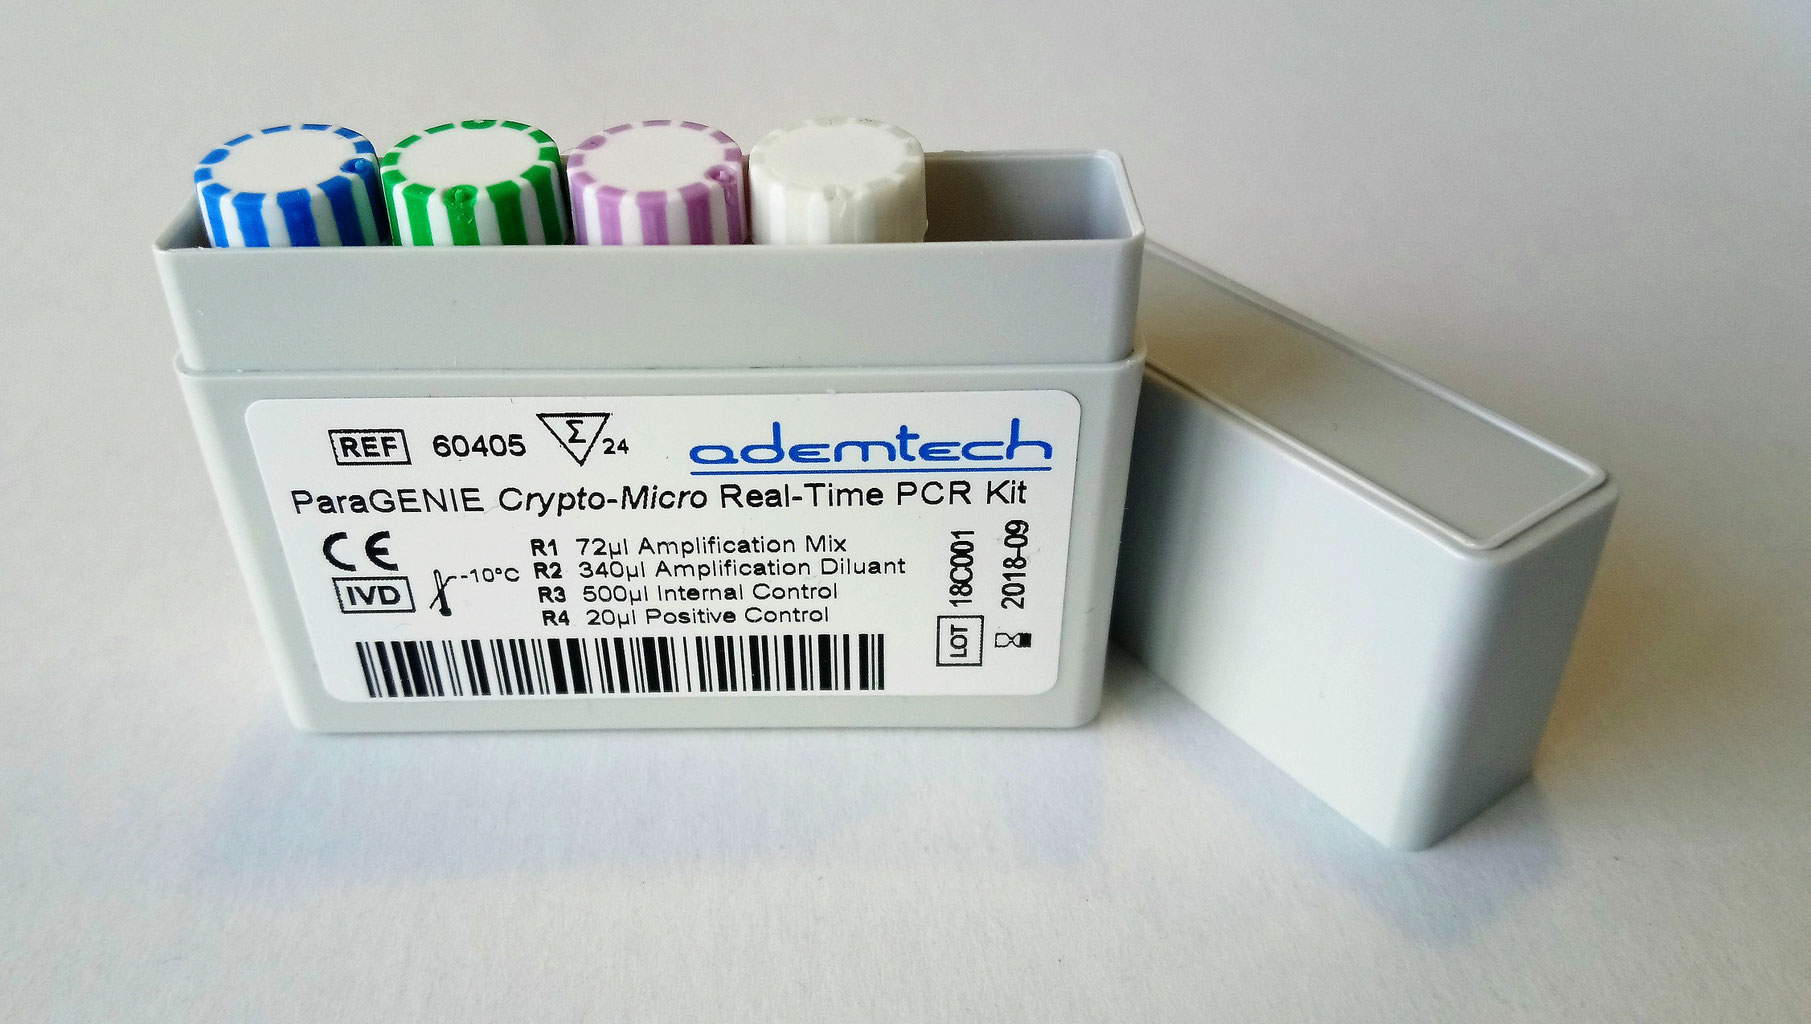 REF 60405 Σ 24
ademtech
ParaGENIE Crypto-Micro Real-Time PCR Kit
CE
IVD
-10°C
R1 72µl Amplification Mix
R2 340µl Amplification Diluant
R3 500µl Internal Control
R4 20µl Positive Control
LOT 18C001
2018-09